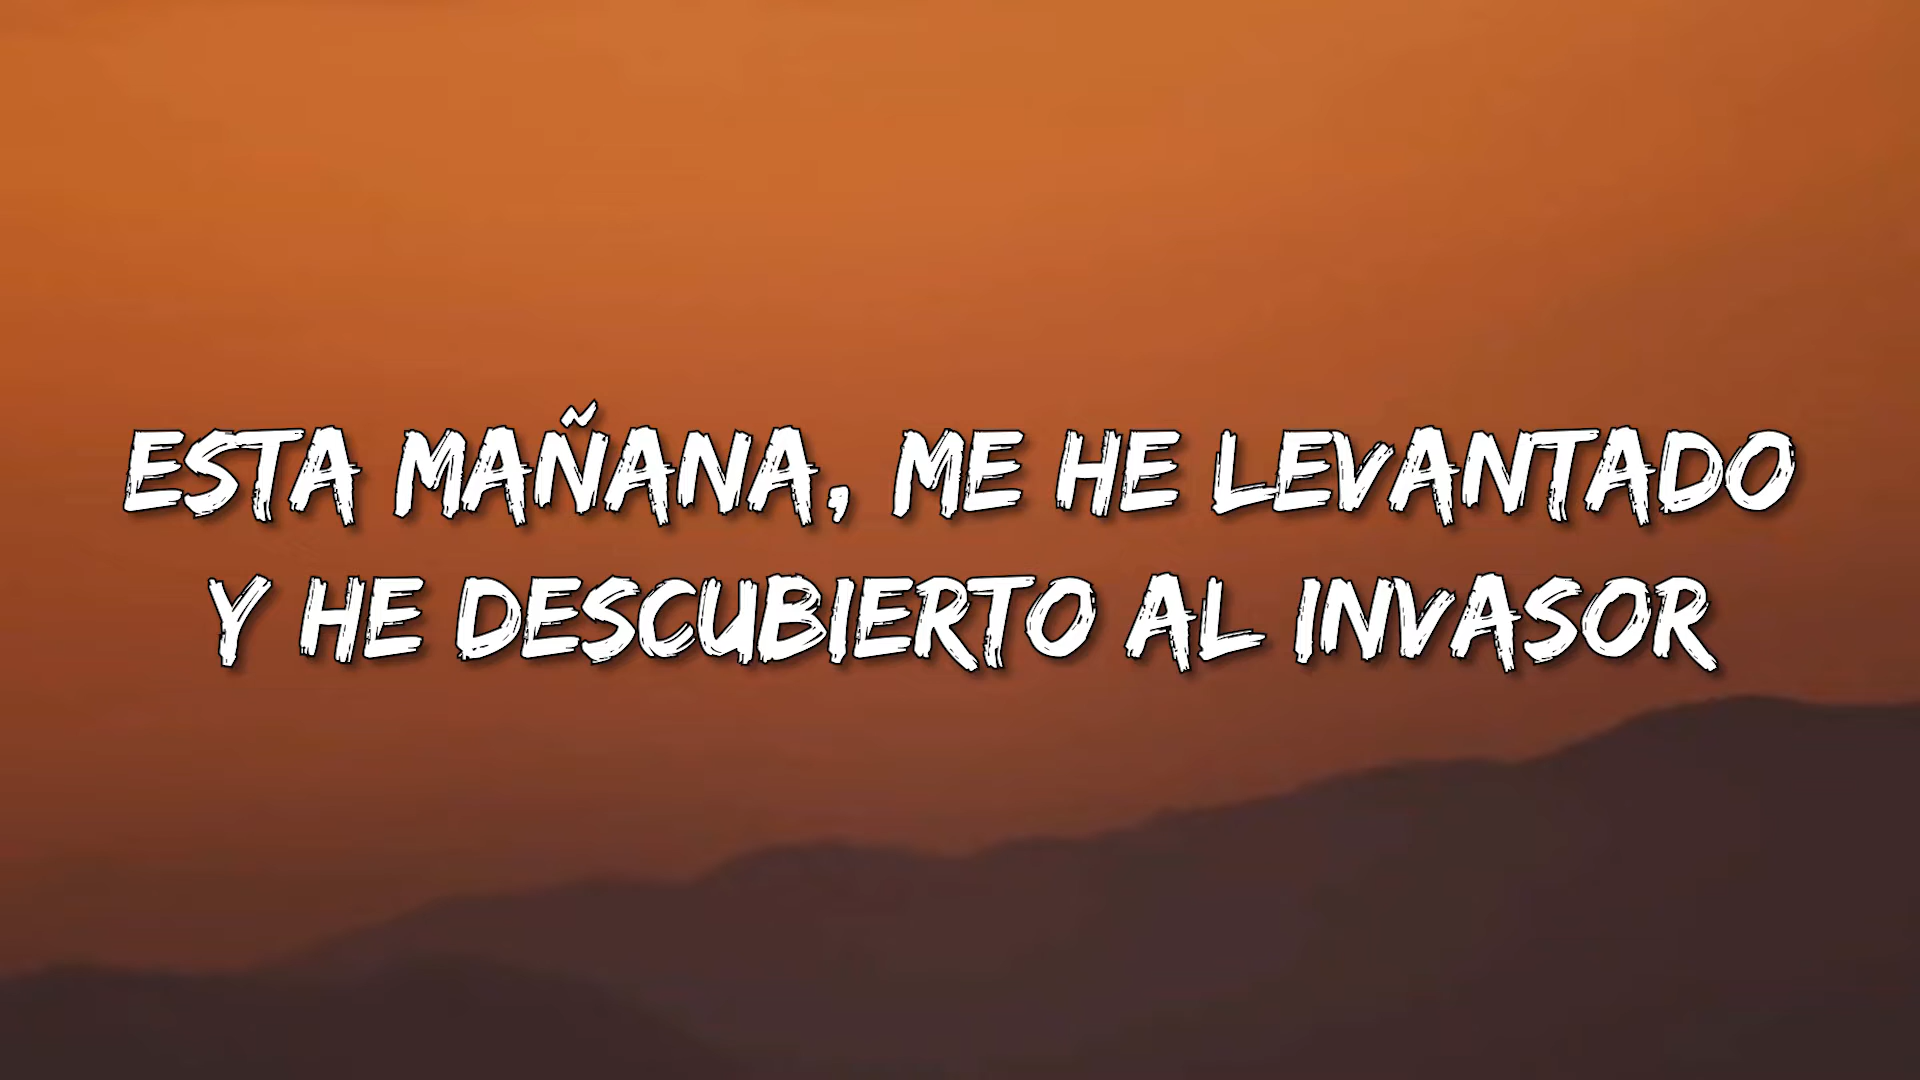 ESTA MAÑANA, ME HE LEVANTADO
Y HE DESCUBIERTO AL INVASOR